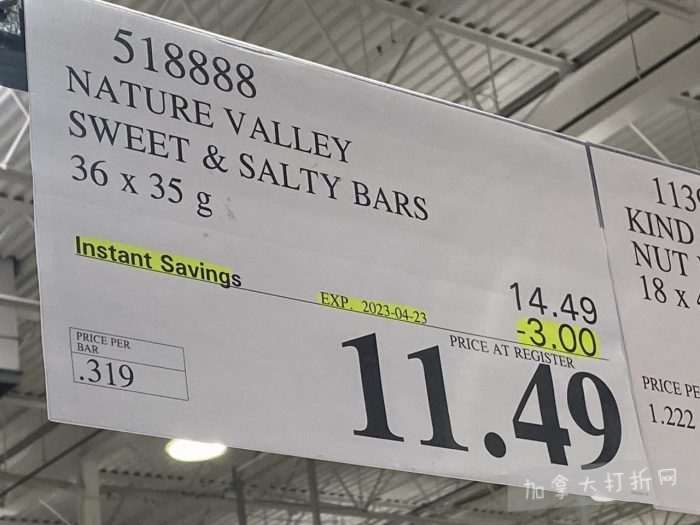 518888
NATURE VALLEY
SWEET & SALTY BARS
36 x 35 g
Instant Savings
EXP. 2023-04-23
14.49
-3.00
PRICE AT REGISTER
11.49
PRICE PER
BAR
.319
KIND
NUT
18 x
PRICE
1.222
加拿大打折网